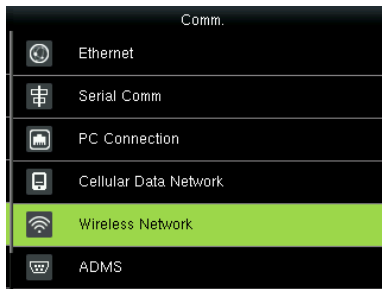 Comm.
Ethernet
Serial Comm
PC Connection
Cellular Data Network
Wireless Network
ADMS